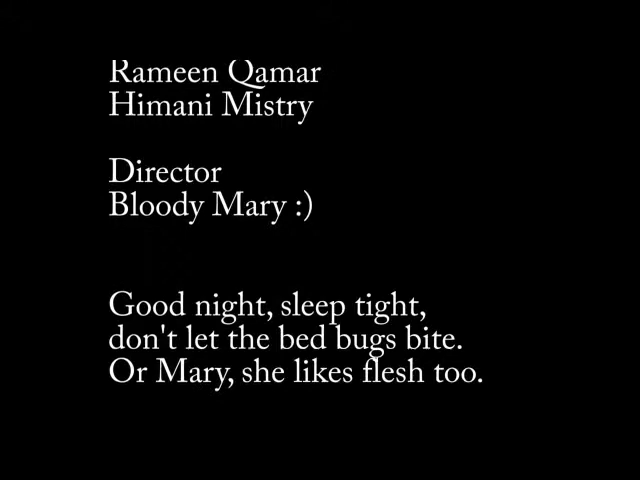 Rameen Qamar
Himani Mistry
Director
Bloody Mary :)
Good night, sleep tight,
don't let the bed bugs bite.
Or Mary, she likes flesh too.